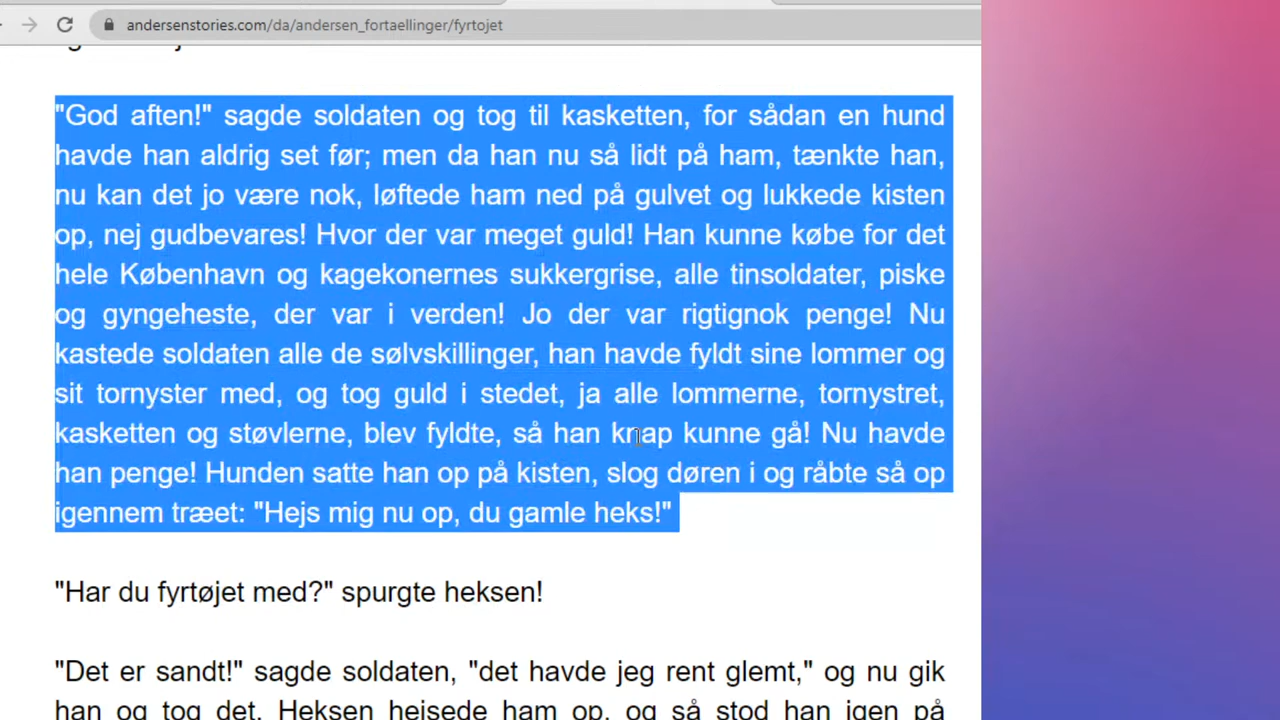 andersenstories.com/da/andersen_fortaellinger/fyrtojet
"God aften!" sagde soldaten og tog til kasketten, for sådan en hund
havde han aldrig set før; men da han nu så lidt på ham, tænkte han,
nu kan det jo være nok, løftede ham ned på gulvet og lukkede kisten
op, nej gudbevares! Hvor der var meget guld! Han kunne købe for det
hele København og kagekonernes sukkergrise, alle tinsoldater, piske
og gyngeheste, der var i verden! Jo der var rigtignok penge! Nu
kastede soldaten alle de sølvskillinger, han havde fyldt sine lommer og
sit tornyster med, og tog guld i stedet, ja alle lommerne, tornystret,
kasketten og støvlerne, blev fyldte, så han knap kunne gå! Nu havde
han penge! Hunden satte han op på kisten, slog døren i og råbte så op
igennem træet: "Hejs mig nu op, du gamle heks!"
"Har du fyrtøjet med?" spurgte heksen!
"Det er sandt!" sagde soldaten, "det havde jeg rent glemt," og nu gik
han og tog det. Heksen hejsede ham op, og så stod han igen på